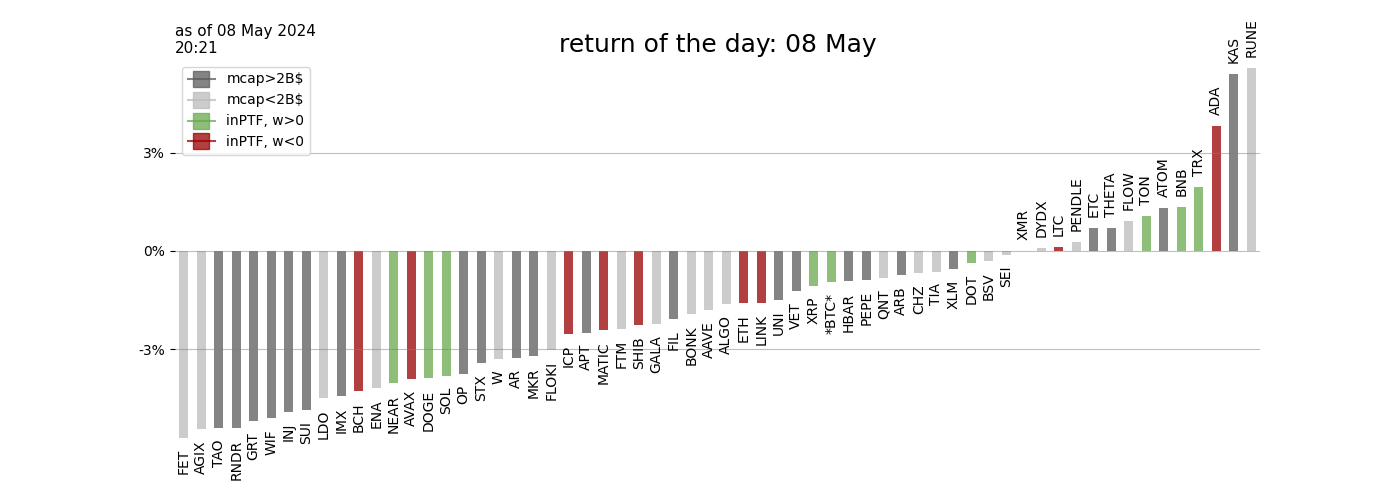 as of 08 May 2024
20:21
return of the day: 08 May
mcap>2B$
mcap<2B$
inPTF, w>0
inPTF, w<0
3%
0%
-3%
FET
AGIX
TAO
RNDR
GRT
WIF
INJ
SUI
LDO
IMX
BCH
ENA
NEAR
AVAX
DOGE
SOL
OP
STX
W
AR
MKR
FLOKI
ICP
APT
MATIC
FTM
SHIB
GALA
FIL
BONK
AAVE
ALGO
ETH
LINK
UNI
VET
XRP
*BTC*
HBAR
PEPE
QNT
ARB
CHZ
TIA
XLM
DOT
BSV
SEI
XMR
DYDX
LTC
PENDLE
ETC
THETA
FLOW
TON
ATOM
BNB
TRX
ADA
KAS
RUNE